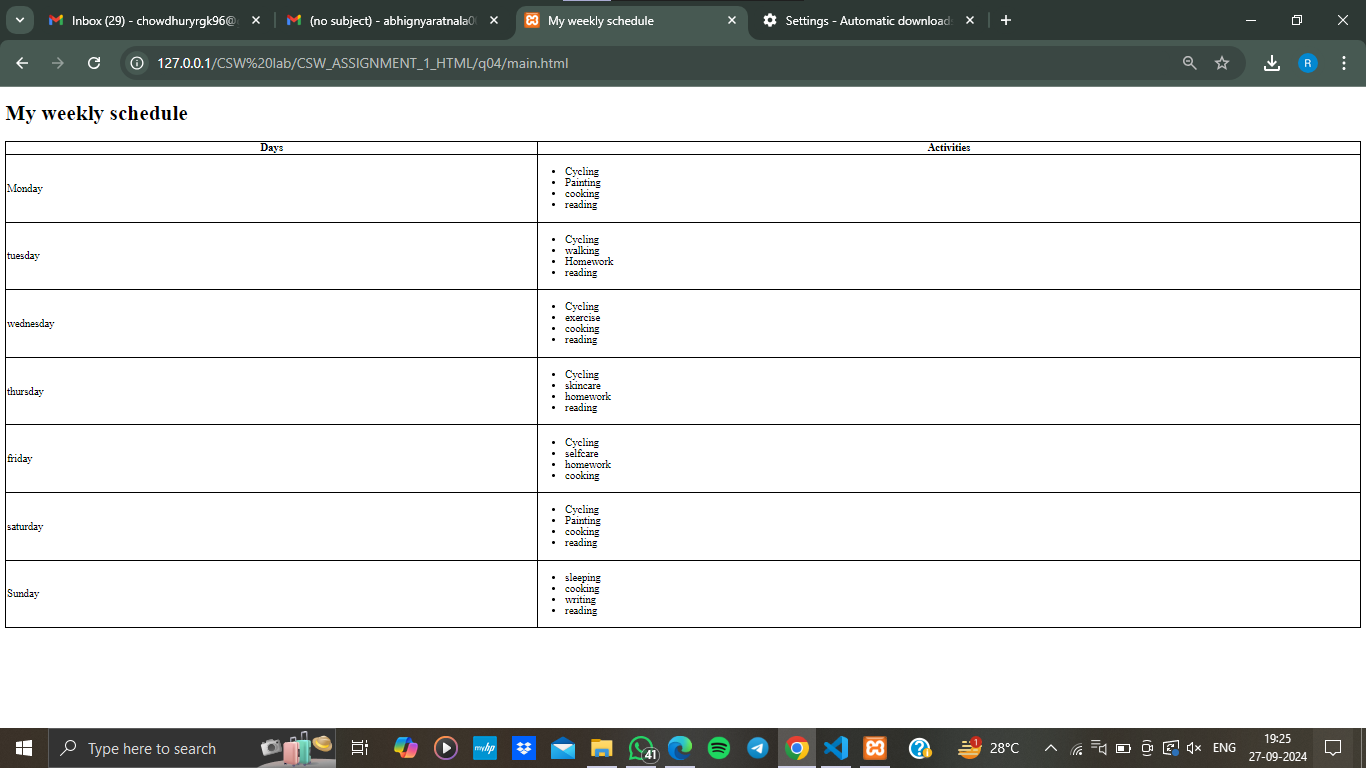 Inbox (29) - chowdhuryrgk96@
(no subject) - abhignyaratnala0
My weekly schedule
Settings - Automatic downloads
127.0.0.1/CSW%20lab/CSW_ASSIGNMENT_1_HTML/q04/main.html
R
My weekly schedule
Days Activities
Monday
Cycling
Painting
cooking
reading
tuesday
Cycling
walking
Homework
reading
wednesday
Cycling
exercise
cooking
reading
thursday
Cycling
skincare
homework
reading
friday
Cycling
selfcare
homework
cooking
saturday
Cycling
Painting
cooking
reading
Sunday
sleeping
cooking
writing
reading
Type here to search
myhp
41
1
28°C
ENG
19:25
27-09-2024